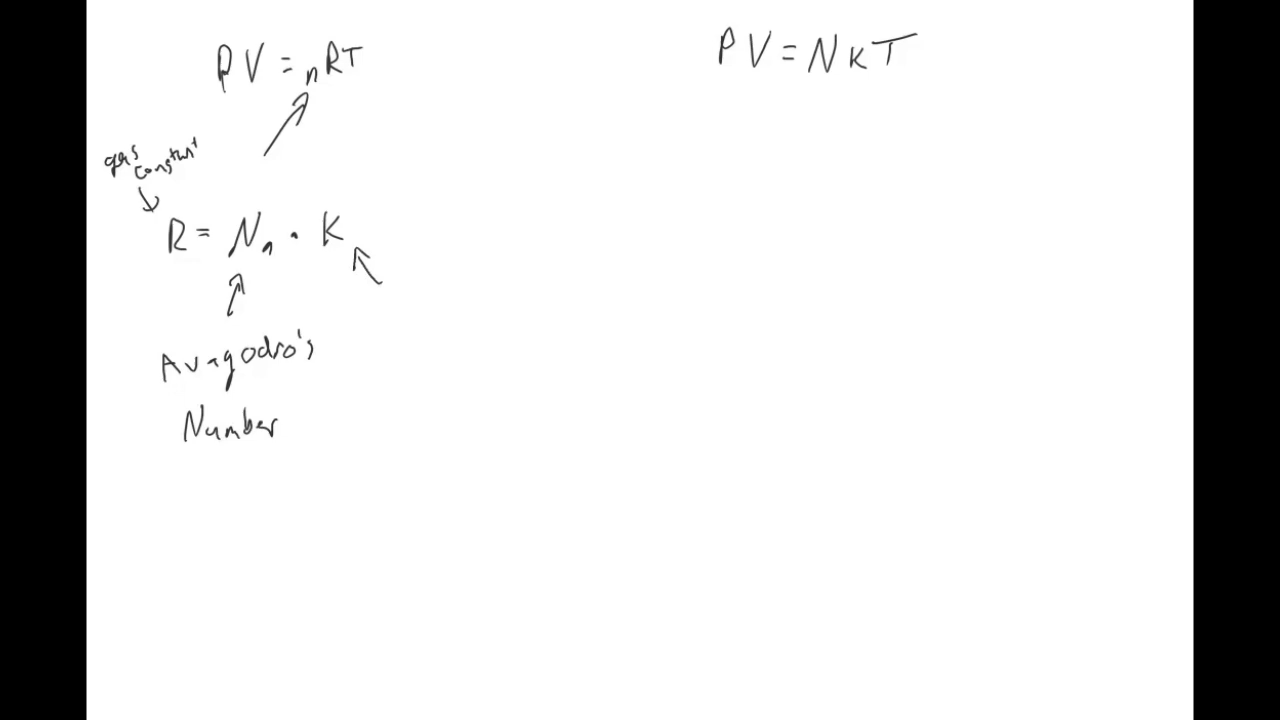 PV = nRT
PV = NKT
gas
constant
R = Nₐ · K
Avagodro's
Number